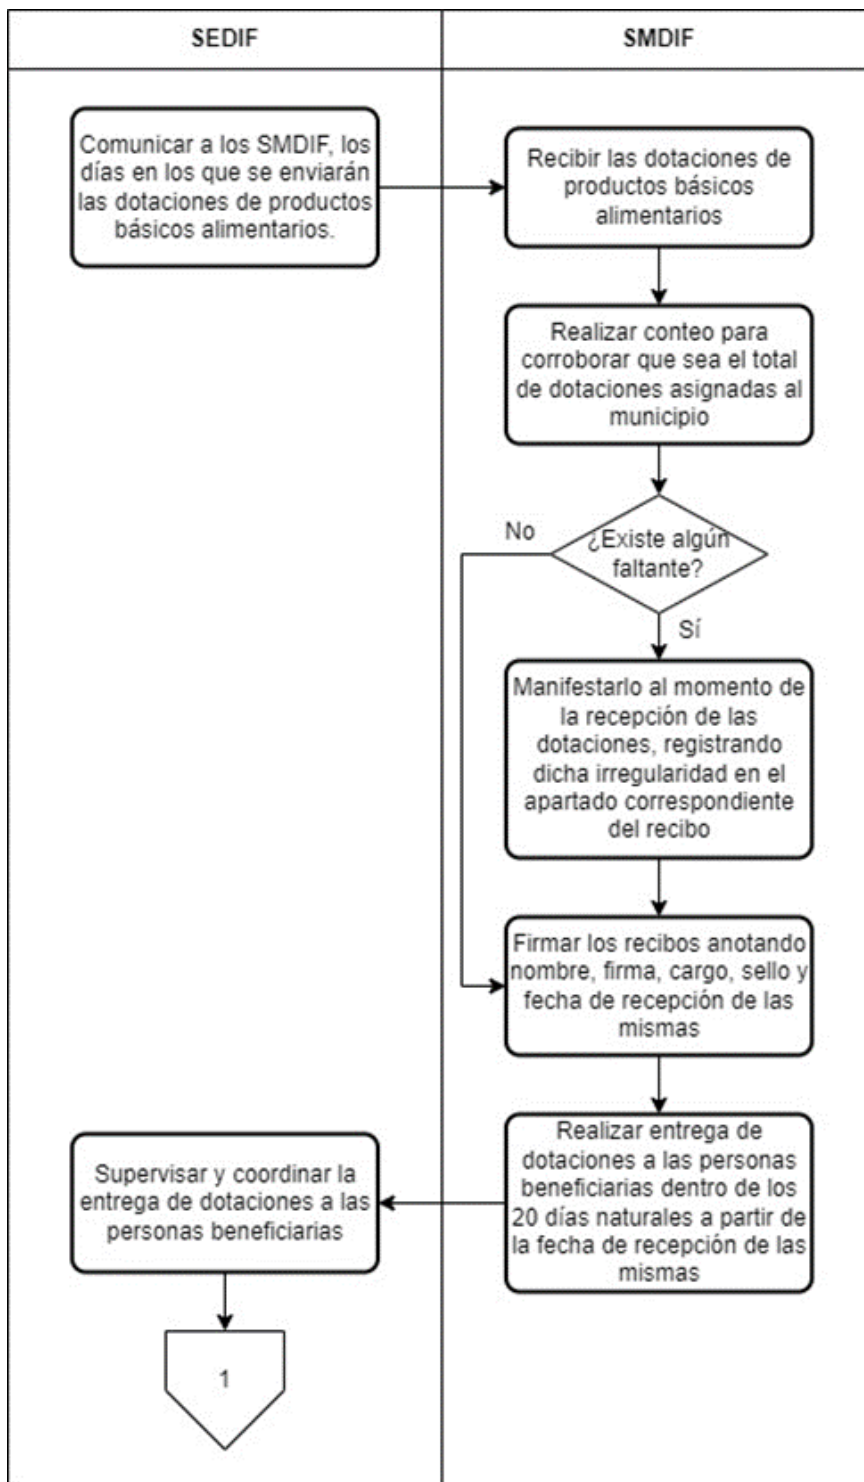 SEDIF
SMDIF
Comunicar a los SMDIF, los
días en los que se enviarán
las dotaciones de productos
básicos alimentarios.
Recibir las dotaciones de
productos básicos
alimentarios
Realizar conteo para
corroborar que sea el total
de dotaciones asignadas al
municipio
¿Existe algún
faltante?
No
Sí
Manifestarlo al momento de
la recepción de las
dotaciones, registrando
dicha irregularidad en el
apartado correspondiente
del recibo
Firmar los recibos anotando
nombre, firma, cargo, sello y
fecha de recepción de las
mismas
Realizar entrega de
dotaciones a las personas
beneficiarias dentro de los
20 días naturales a partir de
la fecha de recepción de las
mismas
Supervisar y coordinar la
entrega de dotaciones a las
personas beneficiarias
1